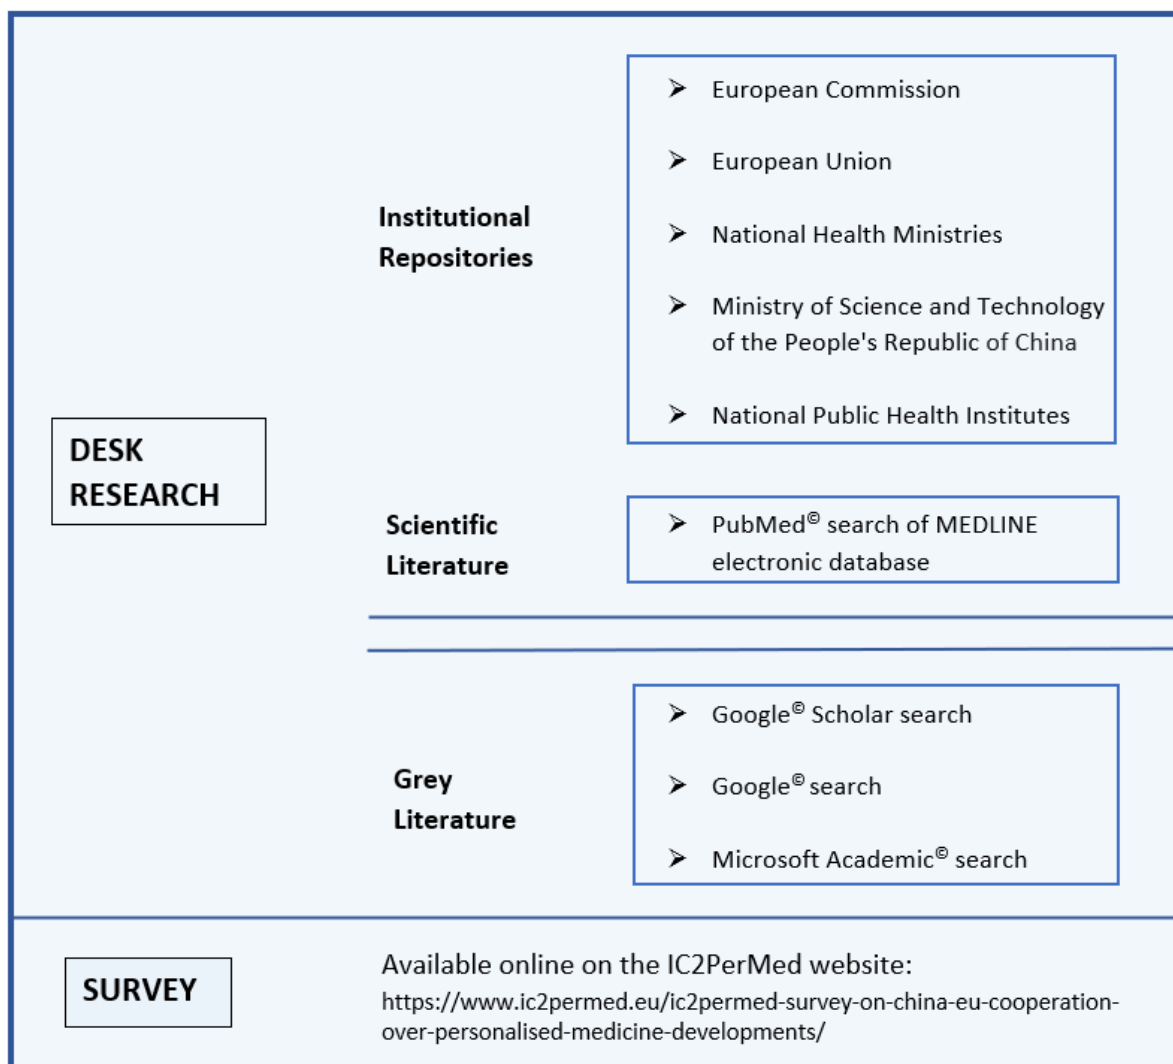 DESK
RESEARCH
Institutional
Repositories
➢ European Commission
➢ European Union
➢ National Health Ministries
➢ Ministry of Science and Technology
of the People's Republic of China
➢ National Public Health Institutes
Scientific
Literature
➢ PubMed© search of MEDLINE
electronic database
Grey
Literature
➢ Google© Scholar search
➢ Google© search
➢ Microsoft Academic© search
SURVEY
Available online on the IC2PerMed website:
https://www.ic2permed.eu/ic2permed-survey-on-china-eu-cooperation-
over-personalised-medicine-developments/